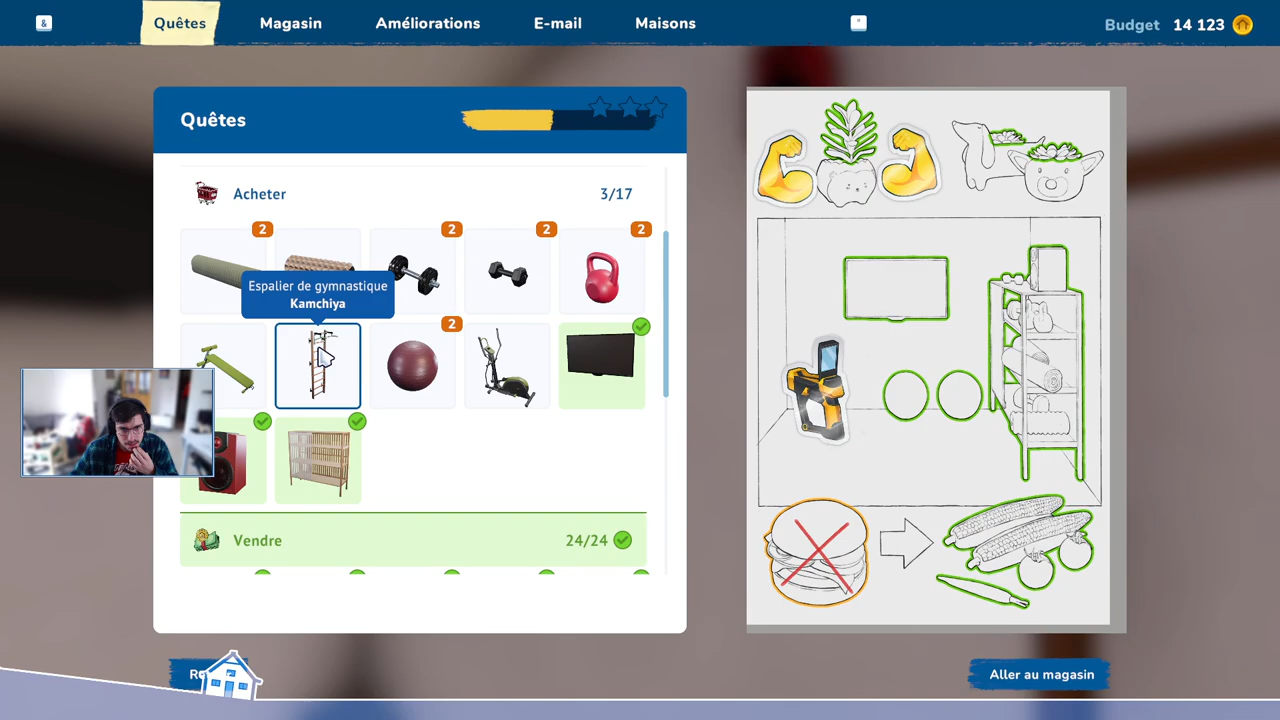 &
Quêtes
Magasin
Améliorations
E-mail
Maisons
"
Budget 14 123
Quêtes
Acheter
3/17
2
2
2
2
Espalier de gymnastique
Kamchiya
2
Vendre
24/24
Aller au magasin